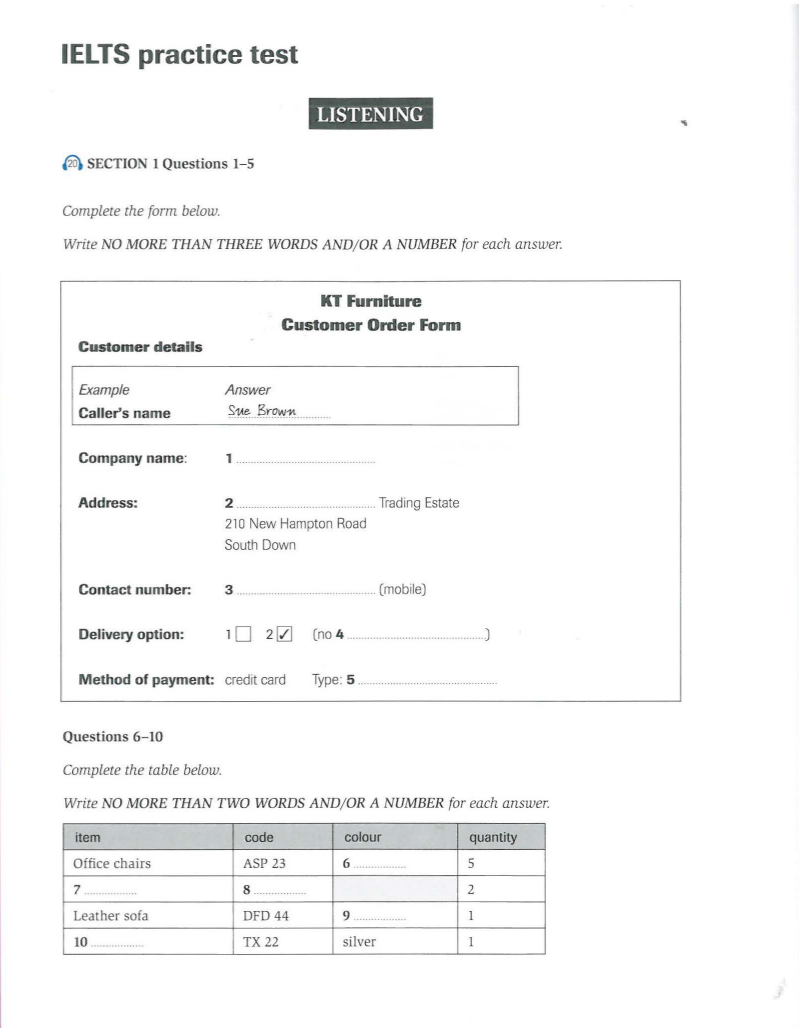 IELTS practice test
LISTENING
20 SECTION 1 Questions 1–5
Complete the form below.
Write NO MORE THAN THREE WORDS AND/OR A NUMBER for each answer.
KT Furniture
Customer Order Form
Customer details
Example Answer
Caller's name Sue Brown
Company name: 1 ..........
Address: 2 .......... Trading Estate
210 New Hampton Road
South Down
Contact number: 3 .......... (mobile)
Delivery option: 1 ☐ 2 ☑ (no 4 ..........)
Method of payment: credit card Type: 5 ..........
Questions 6–10
Complete the table below.
Write NO MORE THAN TWO WORDS AND/OR A NUMBER for each answer.
item code colour quantity
Office chairs ASP 23 6 .......... 5
7 .......... 8 .......... 2
Leather sofa DFD 44 9 .......... 1
10 .......... TX 22 silver 1